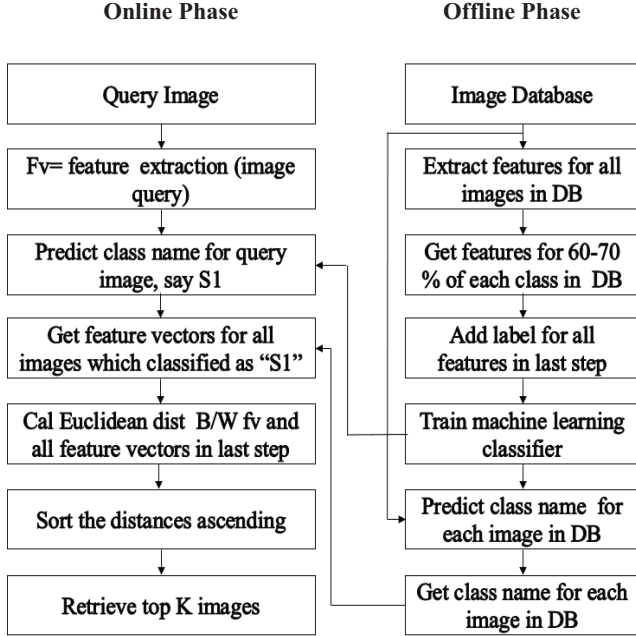 Online Phase
Query Image
Fv= feature extraction (image
query)
Predict class name for query
image, say S1
Get feature vectors for all
images which classified as “S1”
Cal Euclidean dist B/W fv and
all feature vectors in last step
Sort the distances ascending
Retrieve top K images
Offline Phase
Image Database
Extract features for all
images in DB
Get features for 60-70
% of each class in DB
Add label for all
features in last step
Train machine learning
classifier
Predict class name for
each image in DB
Get class name for each
image in DB